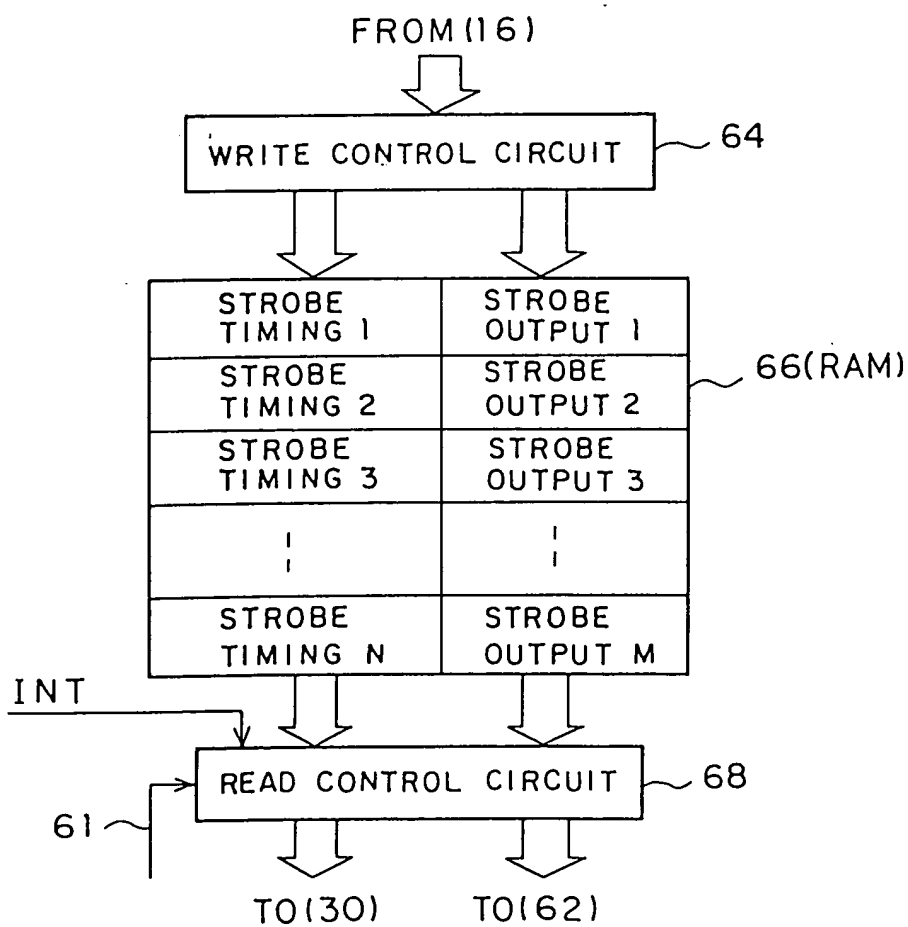 FROM(16)
WRITE CONTROL CIRCUIT
64
STROBE TIMING 1
STROBE OUTPUT 1
66(RAM)
STROBE TIMING 2
STROBE OUTPUT 2
STROBE TIMING 3
STROBE OUTPUT 3
STROBE TIMING N
STROBE OUTPUT M
INT
READ CONTROL CIRCUIT
68
61
TO(30)
TO(62)